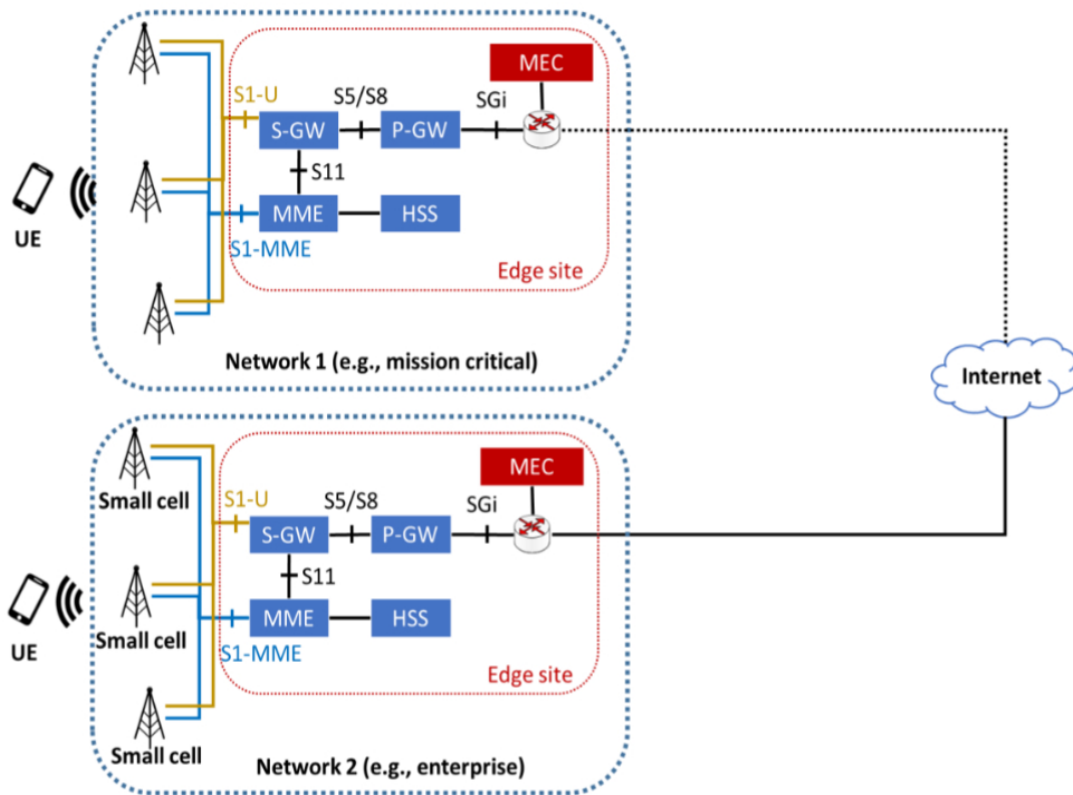 MEC
S1-U
S5/S8
SGi
S-GW
P-GW
S11
MME
HSS
UE
S1-MME
Edge site
Network 1 (e.g., mission critical)
Internet
Small cell
MEC
S1-U
S5/S8
SGi
S-GW
P-GW
S11
Small cell
MME
HSS
UE
S1-MME
Edge site
Small cell
Network 2 (e.g., enterprise)